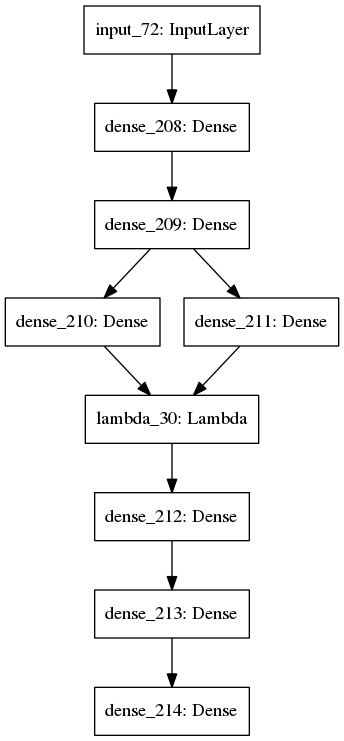 input_72: InputLayer
dense_208: Dense
dense_209: Dense
dense_210: Dense
dense_211: Dense
lambda_30: Lambda
dense_212: Dense
dense_213: Dense
dense_214: Dense